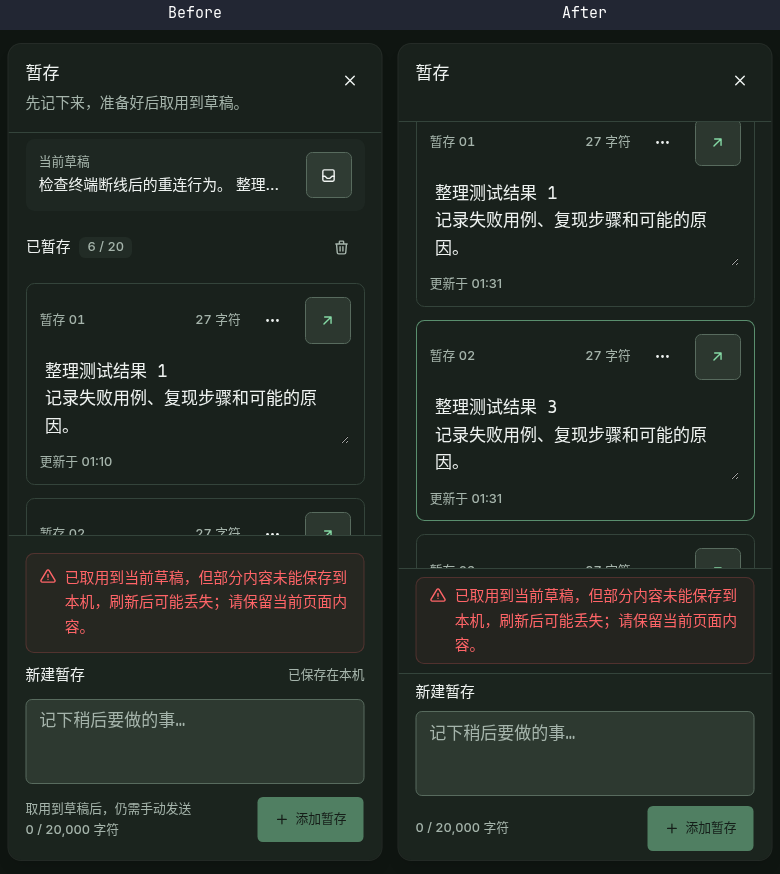 Before
After
暂存
先记下来，准备好后取用到草稿。
当前草稿
检查终端断线后的重连行为。 整理…
已暂存 6 / 20
暂存 01 27 字符
整理测试结果 1
记录失败用例、复现步骤和可能的原
因。
更新于 01:10
暂存 02 27 字符
已取用到当前草稿，但部分内容未能保存到
本机，刷新后可能丢失；请保留当前页面内
容。
新建暂存 已保存在本机
记下稍后要做的事…
取用到草稿后，仍需手动发送
0 / 20,000 字符
添加暂存
暂存
暂存 01 27 字符
整理测试结果 1
记录失败用例、复现步骤和可能的原
因。
更新于 01:31
暂存 02 27 字符
整理测试结果 3
记录失败用例、复现步骤和可能的原
因。
更新于 01:31
已取用到当前草稿，但部分内容未能保存到
本机，刷新后可能丢失；请保留当前页面内
容。
新建暂存
记下稍后要做的事…
0 / 20,000 字符
添加暂存